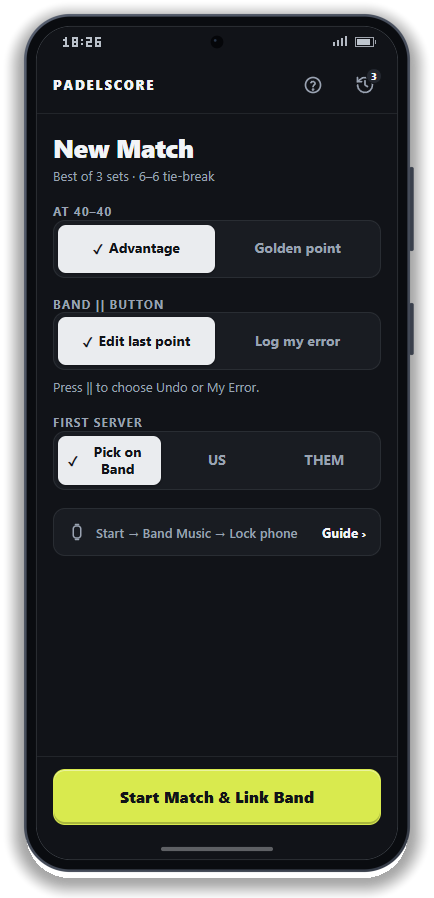 18:26
PADELSCORE
3
New Match
Best of 3 sets · 6–6 tie-break
AT 40–40
✓ Advantage
Golden point
BAND || BUTTON
✓ Edit last point
Log my error
Press || to choose Undo or My Error.
FIRST SERVER
✓ Pick on
Band
US
THEM
Start → Band Music → Lock phone
Guide ›
Start Match & Link Band